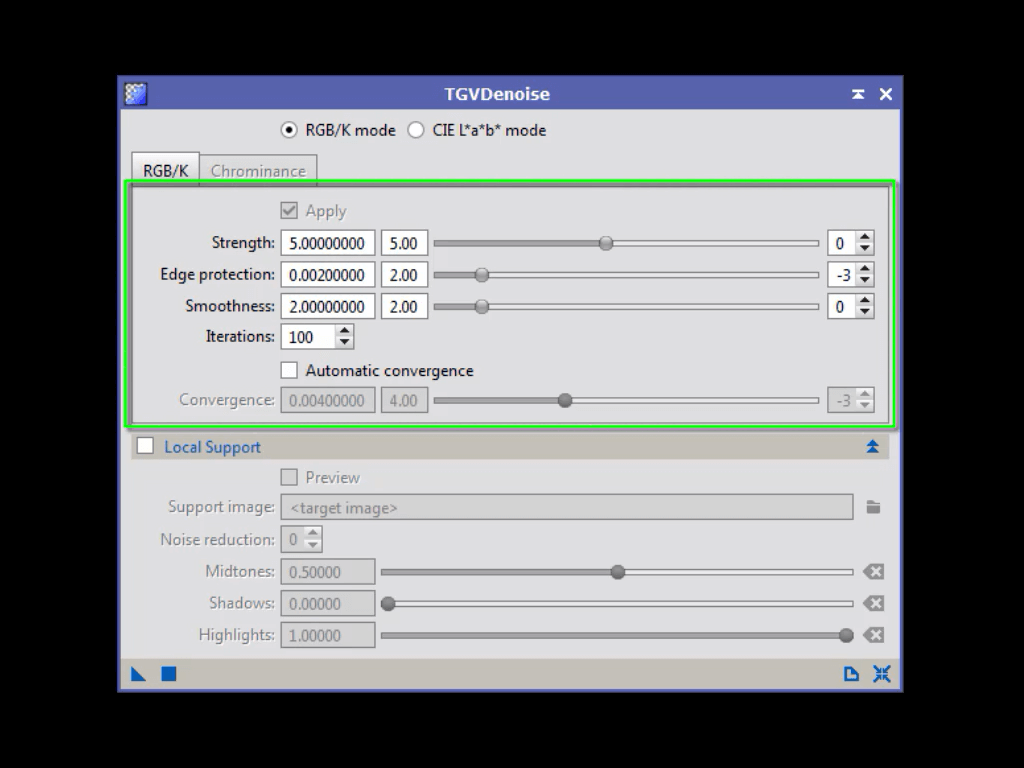 TGVDenoise
RGB/K mode CIE L*a*b* mode
RGB/K Chrominance
Apply
Strength: 5.00000000 5.00 0
Edge protection: 0.00200000 2.00 -3
Smoothness: 2.00000000 2.00 0
Iterations: 100
Automatic convergence
Convergence: 0.00400000 4.00 -3
Local Support
Preview
Support image: <target image>
Noise reduction: 0
Midtones: 0.50000
Shadows: 0.00000
Highlights: 1.00000